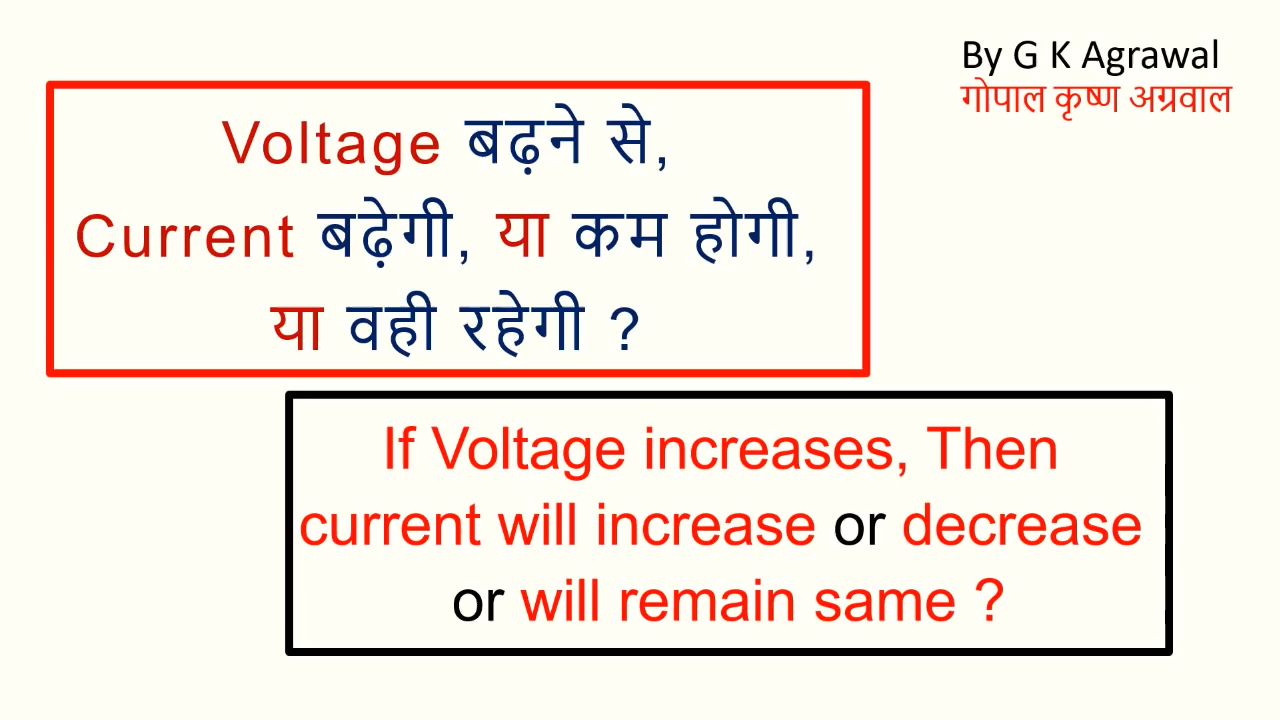 By G K Agrawal
गोपाल कृष्ण अग्रवाल
Voltage बढ़ने से,
Current बढ़ेगी, या कम होगी,
या वही रहेगी ?
If Voltage increases, Then
current will increase or decrease
or will remain same ?